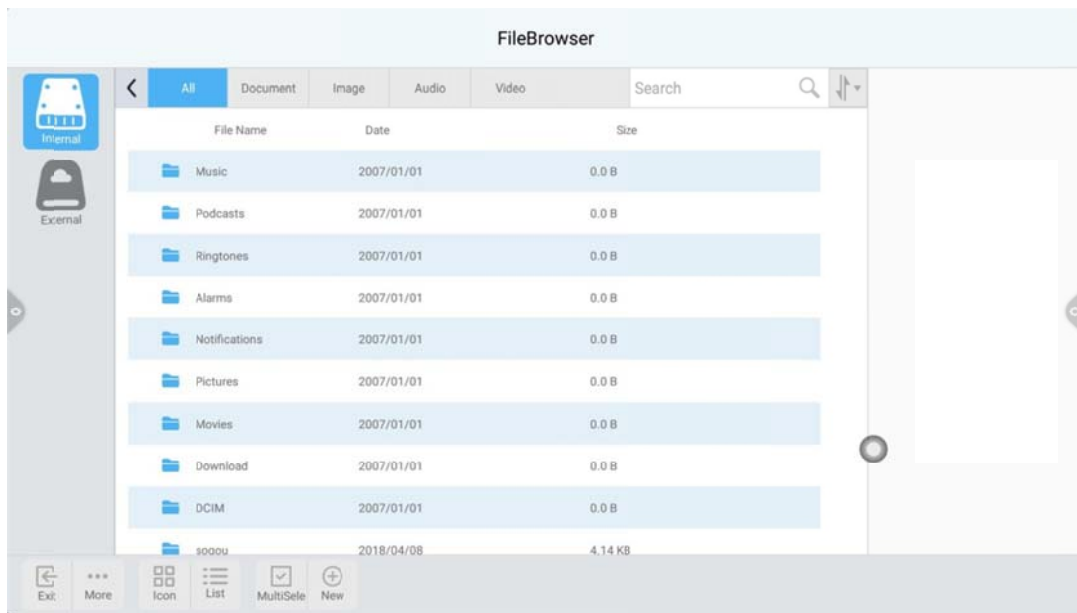 FileBrowser
All Document Image Audio Video Search
Internal
External
File Name Date Size
Music 2007/01/01 0.0 B
Podcasts 2007/01/01 0.0 B
Ringtones 2007/01/01 0.0 B
Alarms 2007/01/01 0.0 B
Notifications 2007/01/01 0.0 B
Pictures 2007/01/01 0.0 B
Movies 2007/01/01 0.0 B
Download 2007/01/01 0.0 B
DCIM 2007/01/01 0.0 B
sogou 2018/04/08 4.14 KB
Exit More Icon List MultiSele New